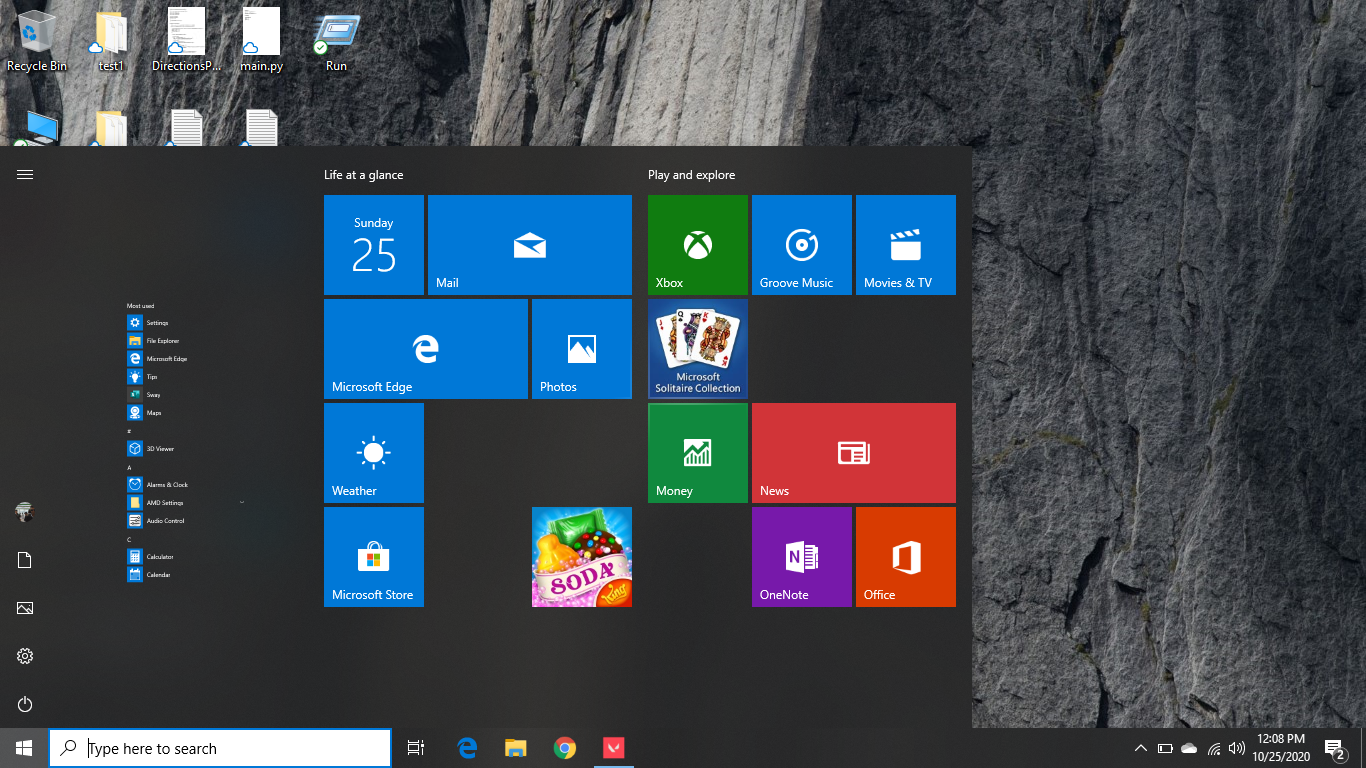 Recycle Bin
test1
DirectionsP...
main.py
Run
Life at a glance
Play and explore
Sunday
25
Mail
Xbox
Groove Music
Movies & TV
Most used
Settings
File Explorer
Microsoft Edge
Tips
Sway
Maps
#
3D Viewer
A
Alarms & Clock
AMD Settings
Audio Control
C
Calculator
Calendar
Microsoft Edge
Photos
J
Q
K
K
Microsoft
Solitaire Collection
Weather
Money
News
Microsoft Store
SODA
King
N
OneNote
Office
Type here to search
12:08 PM
10/25/2020
2